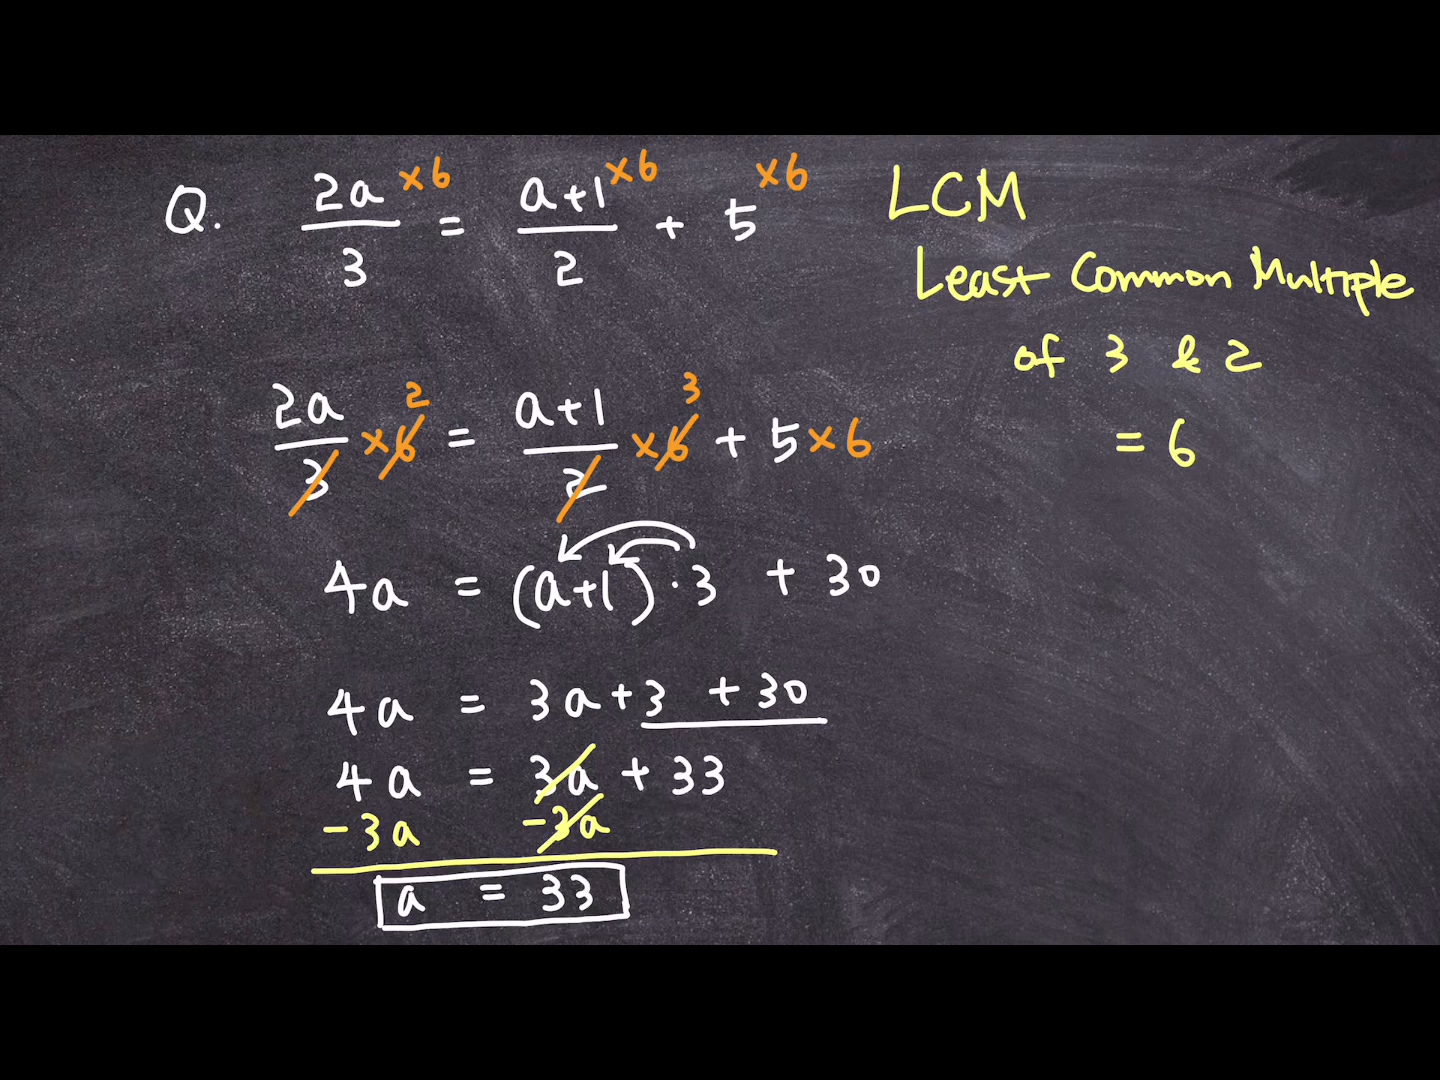 Q. 2a/3 ×6 = a+1/2 ×6 + 5 ×6
LCM
Least Common Multiple
of 3 & 2
= 6
2a/3 ×6 2 = a+1/2 ×6 3 + 5×6
4a = (a+1)·3 + 30
4a = 3a+3 +30
4a = 3a + 33
-3a -3a
a = 33